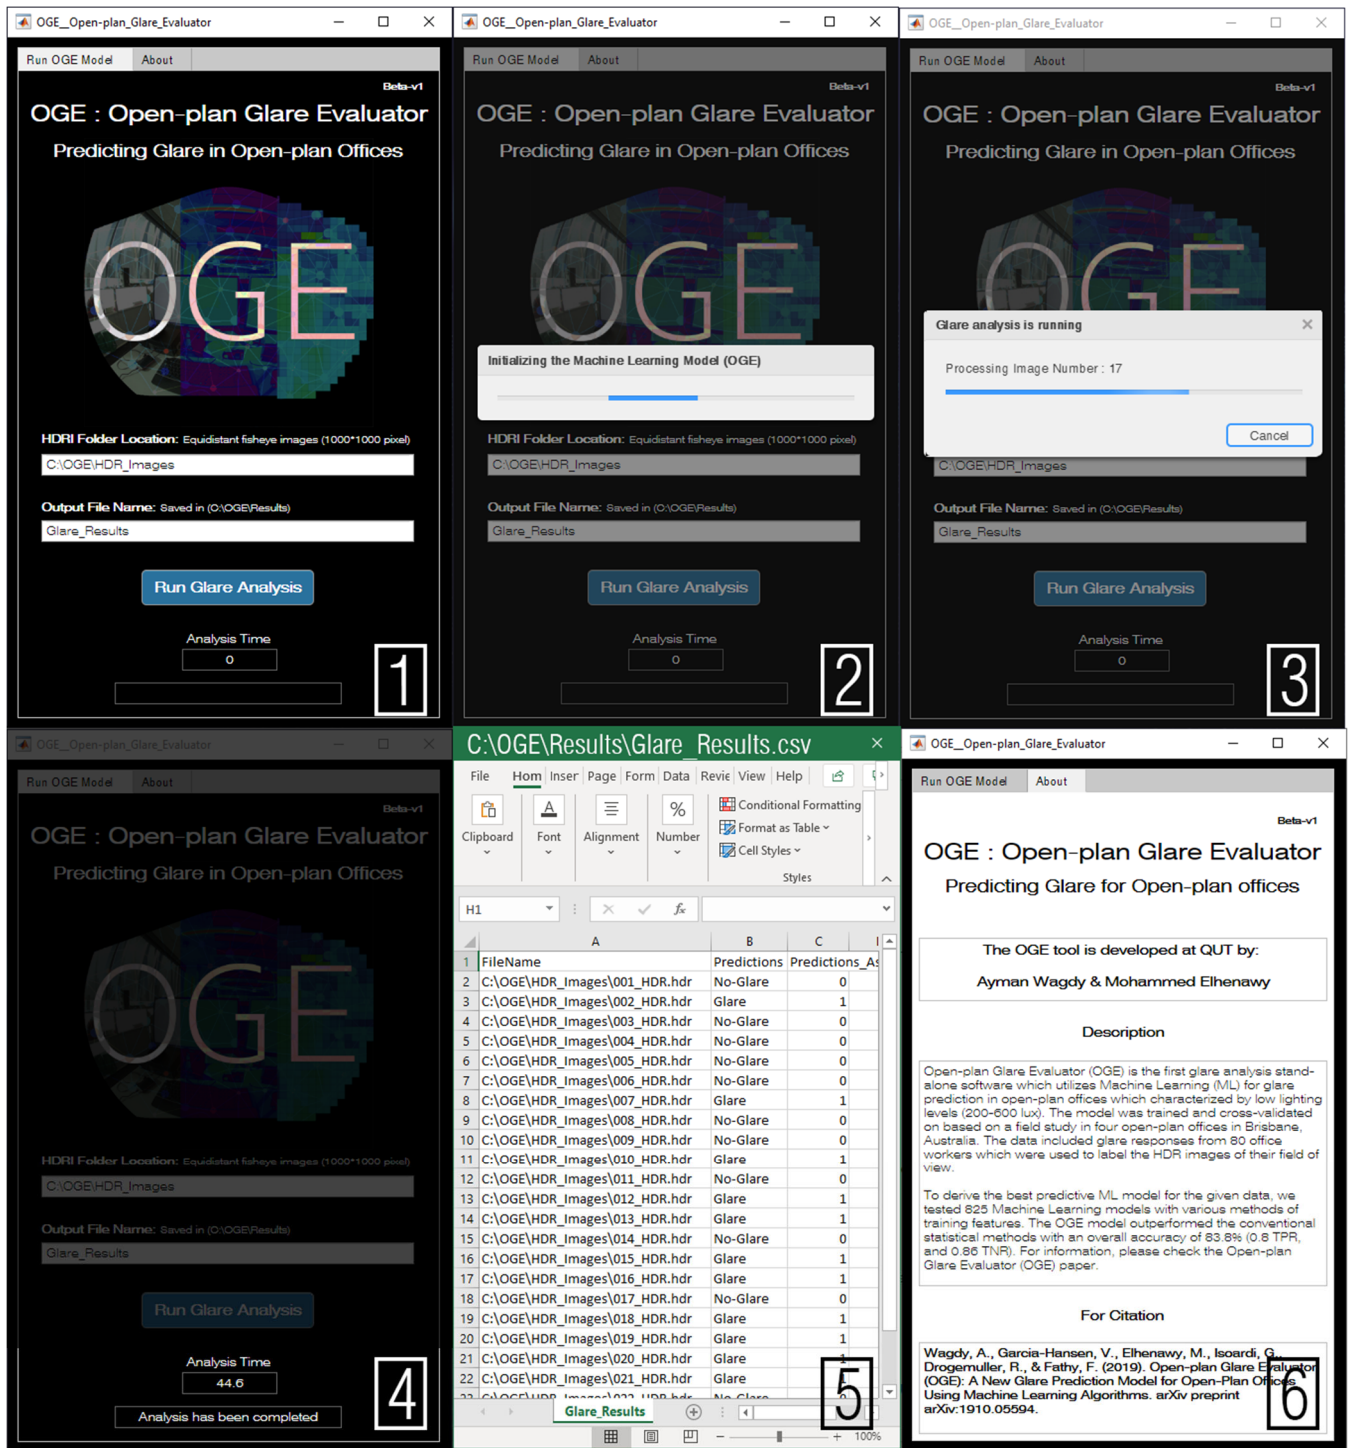 OGE__Open-plan_Glare_Evaluator
Run OGE Model About
Beta-v1
OGE : Open-plan Glare Evaluator
Predicting Glare in Open-plan Offices
OGE
HDRI Folder Location: Equidistant fisheye images (1000*1000 pixel)
C:\OGE\HDR_Images
Output File Name: Saved in (C:\OGE\Results)
Glare_Results
Run Glare Analysis
Analysis Time
0
1
OGE__Open-plan_Glare_Evaluator
Run OGE Model About
Beta-v1
OGE : Open-plan Glare Evaluator
Predicting Glare in Open-plan Offices
OGE
Initializing the Machine Learning Model (OGE)
HDRI Folder Location: Equidistant fisheye images (1000*1000 pixel)
C:\OGE\HDR_Images
Output File Name: Saved in (C:\OGE\Results)
Glare_Results
Run Glare Analysis
Analysis Time
0
2
OGE__Open-plan_Glare_Evaluator
Run OGE Model About
Beta-v1
OGE : Open-plan Glare Evaluator
Predicting Glare in Open-plan Offices
OGE
Glare analysis is running
Processing Image Number : 17
Cancel
C:\OGE\HDR_Images
Output File Name: Saved in (C:\OGE\Results)
Glare_Results
Run Glare Analysis
Analysis Time
0
3
OGE__Open-plan_Glare_Evaluator
Run OGE Model About
Beta-v1
OGE : Open-plan Glare Evaluator
Predicting Glare in Open-plan Offices
OGE
HDRI Folder Location: Equidistant fisheye images (1000*1000 pixel)
C:\OGE\HDR_Images
Output File Name: Saved in (C:\OGE\Results)
Glare_Results
Run Glare Analysis
Analysis Time
44.6
Analysis has been completed
4
C:\OGE\Results\Glare_Results.csv
File Hom Inser Page Form Data Revie View Help
Clipboard Font Alignment Number
Conditional Formatting
Format as Table
Cell Styles
Styles
H1 fx
A B C
1 FileName Predictions Predictions_As
2 C:\OGE\HDR_Images\001_HDR.hdr No-Glare 0
3 C:\OGE\HDR_Images\002_HDR.hdr Glare 1
4 C:\OGE\HDR_Images\003_HDR.hdr No-Glare 0
5 C:\OGE\HDR_Images\004_HDR.hdr No-Glare 0
6 C:\OGE\HDR_Images\005_HDR.hdr No-Glare 0
7 C:\OGE\HDR_Images\006_HDR.hdr No-Glare 0
8 C:\OGE\HDR_Images\007_HDR.hdr Glare 1
9 C:\OGE\HDR_Images\008_HDR.hdr No-Glare 0
10 C:\OGE\HDR_Images\009_HDR.hdr No-Glare 0
11 C:\OGE\HDR_Images\010_HDR.hdr Glare 1
12 C:\OGE\HDR_Images\011_HDR.hdr No-Glare 0
13 C:\OGE\HDR_Images\012_HDR.hdr Glare 1
14 C:\OGE\HDR_Images\013_HDR.hdr Glare 1
15 C:\OGE\HDR_Images\014_HDR.hdr No-Glare 0
16 C:\OGE\HDR_Images\015_HDR.hdr Glare 1
17 C:\OGE\HDR_Images\016_HDR.hdr Glare 1
18 C:\OGE\HDR_Images\017_HDR.hdr No-Glare 0
19 C:\OGE\HDR_Images\018_HDR.hdr Glare 1
20 C:\OGE\HDR_Images\019_HDR.hdr Glare 1
21 C:\OGE\HDR_Images\020_HDR.hdr Glare 1
22 C:\OGE\HDR_Images\021_HDR.hdr Glare 1
Glare_Results
100%
5
OGE__Open-plan_Glare_Evaluator
Run OGE Model About
Beta-v1
OGE : Open-plan Glare Evaluator
Predicting Glare for Open-plan offices
The OGE tool is developed at QUT by:
Ayman Wagdy & Mohammed Elhenawy
Description
Open-plan Glare Evaluator (OGE) is the first glare analysis stand-
alone software which utilizes Machine Learning (ML) for glare
prediction in open-plan offices which characterized by low lighting
levels (200-600 lux). The model was trained and cross-validated
on based on a field study in four open-plan offices in Brisbane,
Australia. The data included glare responses from 80 office
workers which were used to label the HDR images of their field of
view.
To derive the best predictive ML model for the given data, we
tested 825 Machine Learning models with various methods of
training features. The OGE model outperformed the conventional
statistical methods with an overall accuracy of 83.8% (0.8 TPR,
and 0.86 TNR). For information, please check the Open-plan
Glare Evaluator (OGE) paper.
For Citation
Wagdy, A., Garcia-Hansen, V., Elhenawy, M., Isoardi, G.,
Drogemuller, R., & Fathy, F. (2019). Open-plan Glare Evaluator
(OGE): A New Glare Prediction Model for Open-Plan Offices
Using Machine Learning Algorithms. arXiv preprint
arXiv:1910.05594.
6